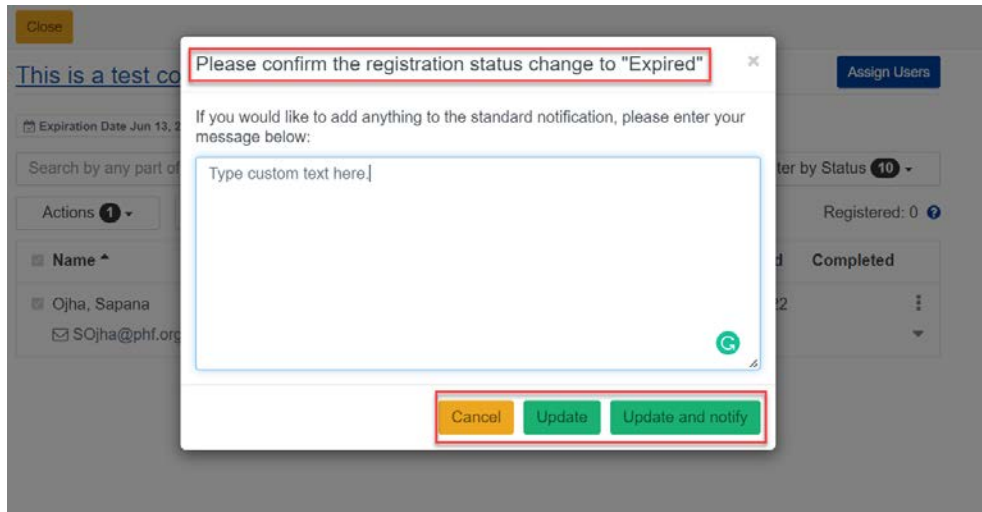 Close
Please confirm the registration status change to "Expired" ×
This is a test co
Assign Users
Expiration Date Jun 13, 2
If you would like to add anything to the standard notification, please enter your
message below:
Search by any part of
Type custom text here.
ter by Status 10
Actions 1
Registered: 0 ?
Name
d Completed
Ojha, Sapana
22
SOjha@phf.org
G
Cancel Update Update and notify